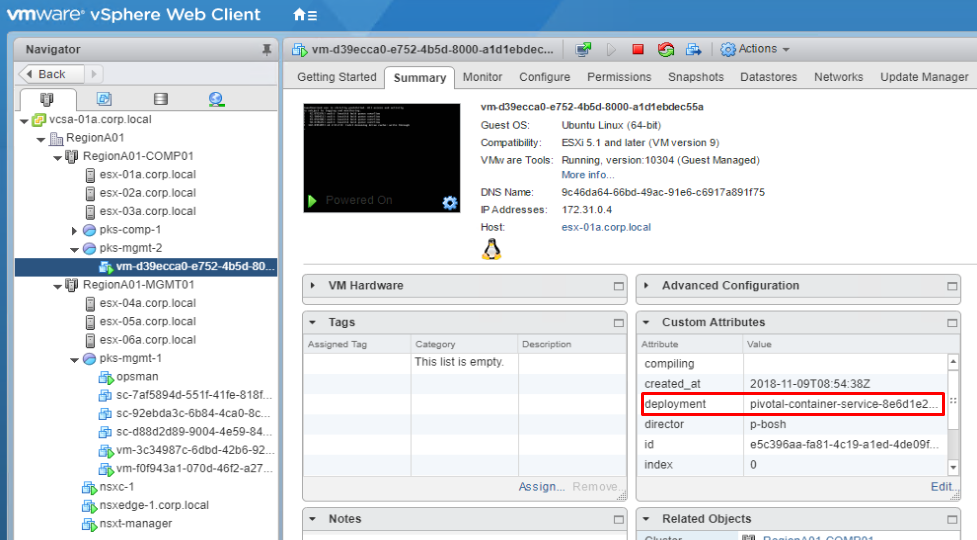 vmware® vSphere Web Client
Navigator
Back
vcsa-01a.corp.local
RegionA01
RegionA01-COMP01
esx-01a.corp.local
esx-02a.corp.local
esx-03a.corp.local
pks-comp-1
pks-mgmt-2
vm-d39ecca0-e752-4b5d-80...
RegionA01-MGMT01
esx-04a.corp.local
esx-05a.corp.local
esx-06a.corp.local
pks-mgmt-1
opsman
sc-7af5894d-551f-41fe-818f...
sc-92ebda3c-6b84-4ca0-8c...
sc-d88d2d89-9004-4e59-84...
vm-3c34987c-6dbd-42b6-92...
vm-f0f943a1-070d-46f2-a27...
nsxc-1
nsxedge-1.corp.local
nsxt-manager
vm-d39ecca0-e752-4b5d-8000-a1d1ebdec... Actions
Getting Started Summary Monitor Configure Permissions Snapshots Datastores Networks Update Manager
Powered On
vm-d39ecca0-e752-4b5d-8000-a1d1ebdec55a
Guest OS: Ubuntu Linux (64-bit)
Compatibility: ESXi 5.1 and later (VM version 9)
VMware Tools: Running, version:10304 (Guest Managed)
More info...
DNS Name: 9c46da64-66bd-49ac-91e6-c6917a891f75
IP Addresses: 172.31.0.4
Host: esx-01a.corp.local
VM Hardware
Tags
Assigned Tag Category Description
This list is empty.
Assign... Remove...
Notes
Advanced Configuration
Custom Attributes
Attribute Value
compiling
created_at 2018-11-09T08:54:38Z
deployment pivotal-container-service-8e6d1e2...
director p-bosh
id e5c396aa-fa81-4c19-a1ed-4de09f...
index 0
Edit...
Related Objects
Cluster RegionA01-COMP01